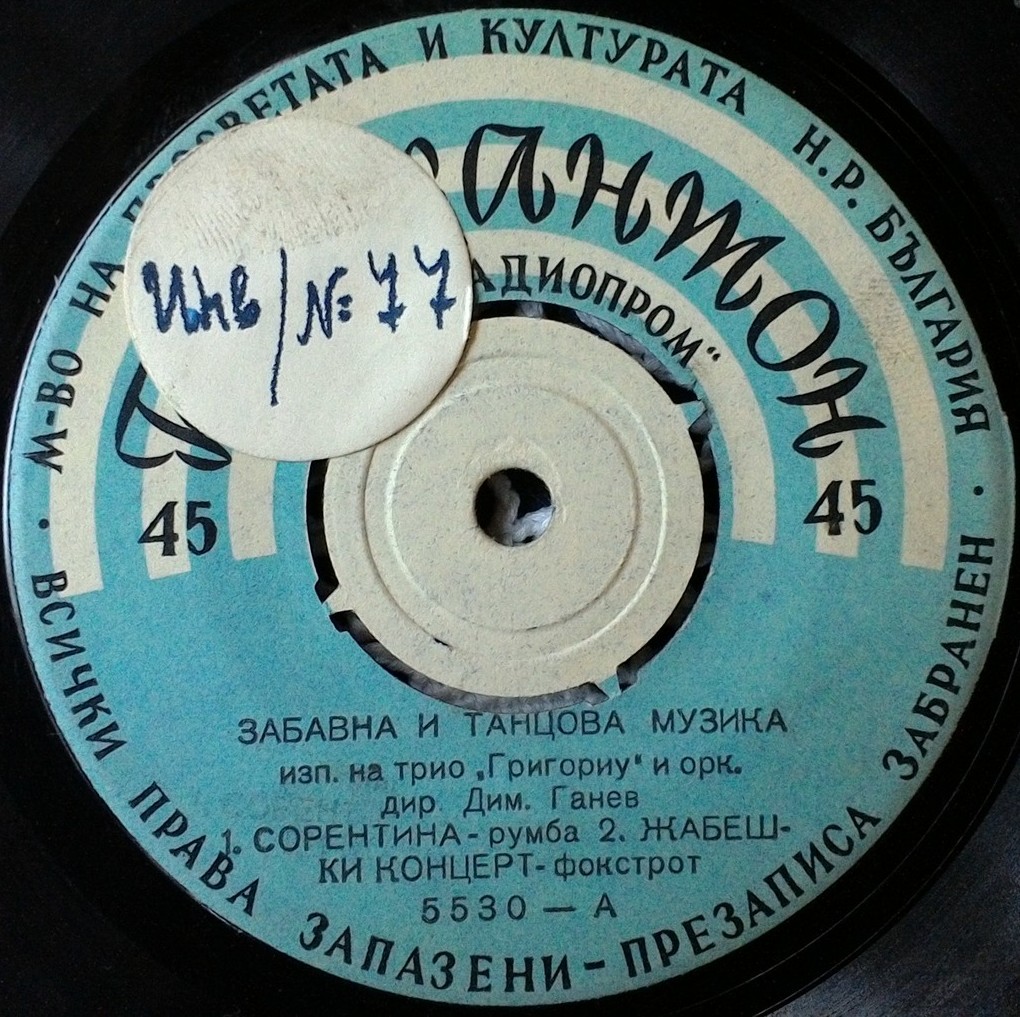 М-ВО НА ПРОСВЕТАТА И КУЛТУРАТА Н.Р. БЪЛГАРИЯ
АДИОПРОМ“
Инв/№: 77
45
45
ЗАБАВНА И ТАНЦОВА МУЗИКА
изп. на трио „Григориу“ и орк.
дир. Дим. Ганев
1. СОРЕНТИНА - румба 2. ЖАБЕШ-
КИ КОНЦЕРТ - фокстрот
5530 — А
· ВСИЧКИ ПРАВА ЗАПАЗЕНИ - ПРЕЗАПИСА ЗАБРАНЕН ·